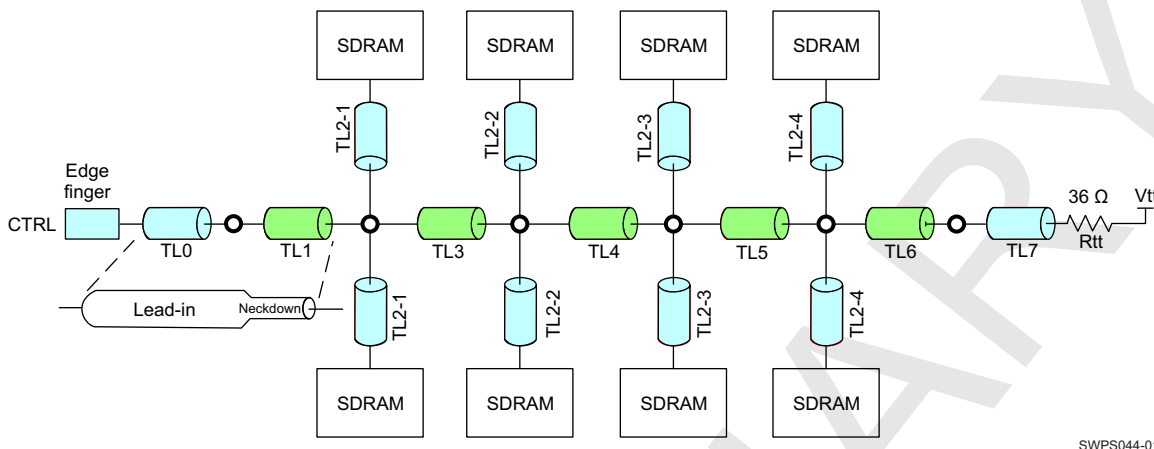 SDRAM SDRAM SDRAM SDRAM
TL2-1 TL2-2 TL2-3 TL2-4
Edge
finger
CTRL
TL0 TL1 TL3 TL4 TL5 TL6 TL7
36 Ω
Rtt
Lead-in Neckdown
TL2-1 TL2-2 TL2-3 TL2-4
SDRAM SDRAM SDRAM SDRAM